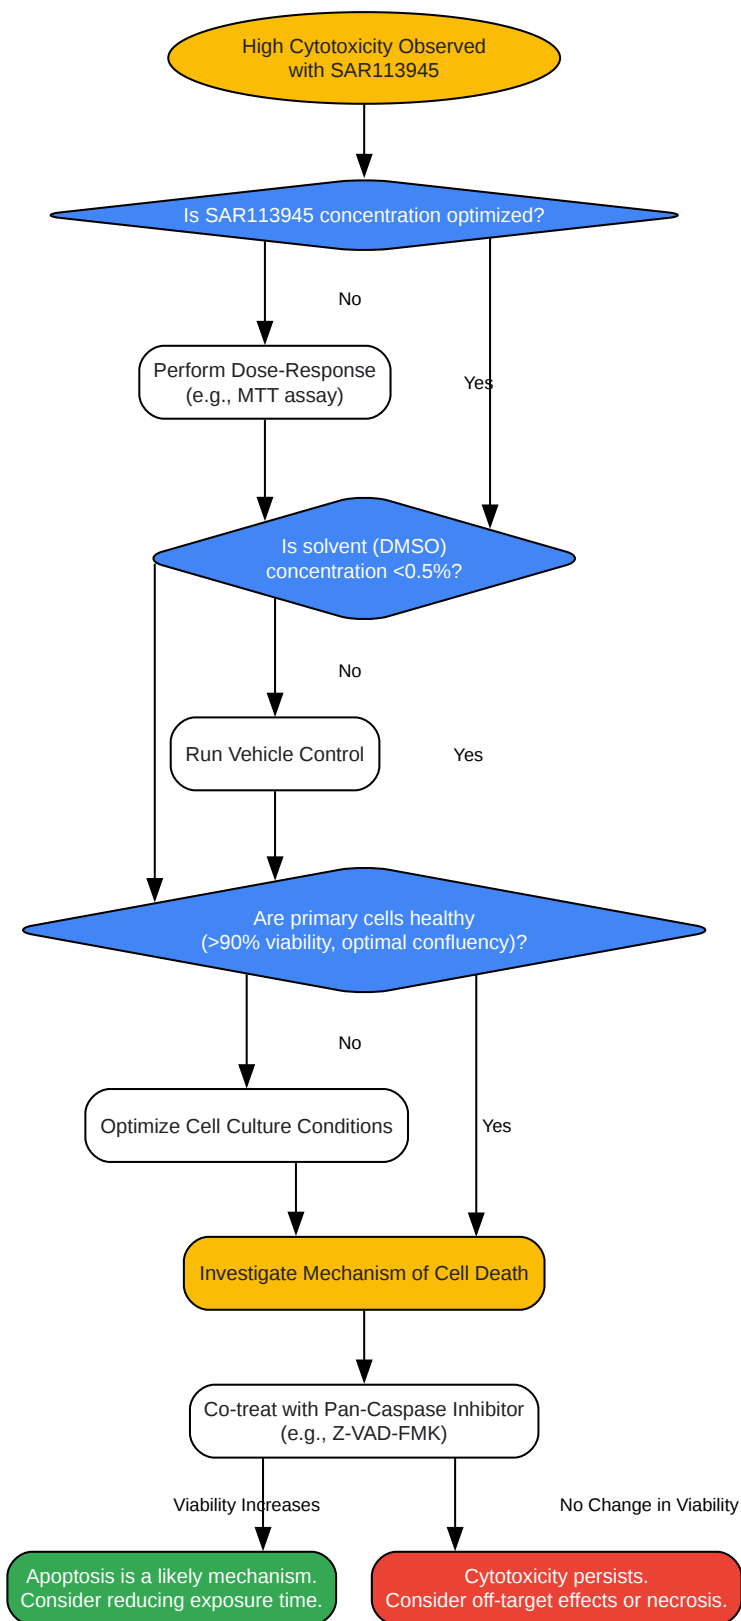 High Cytotoxicity Observed
with SAR113945
Is SAR113945 concentration optimized?
No
Perform Dose-Response
(e.g., MTT assay)
Yes
Is solvent (DMSO)
concentration <0.5%?
No
Run Vehicle Control
Yes
Are primary cells healthy
(>90% viability, optimal confluency)?
No
Optimize Cell Culture Conditions
Yes
Investigate Mechanism of Cell Death
Co-treat with Pan-Caspase Inhibitor
(e.g., Z-VAD-FMK)
Viability Increases
No Change in Viability
Apoptosis is a likely mechanism.
Consider reducing exposure time.
Cytotoxicity persists.
Consider off-target effects or necrosis.